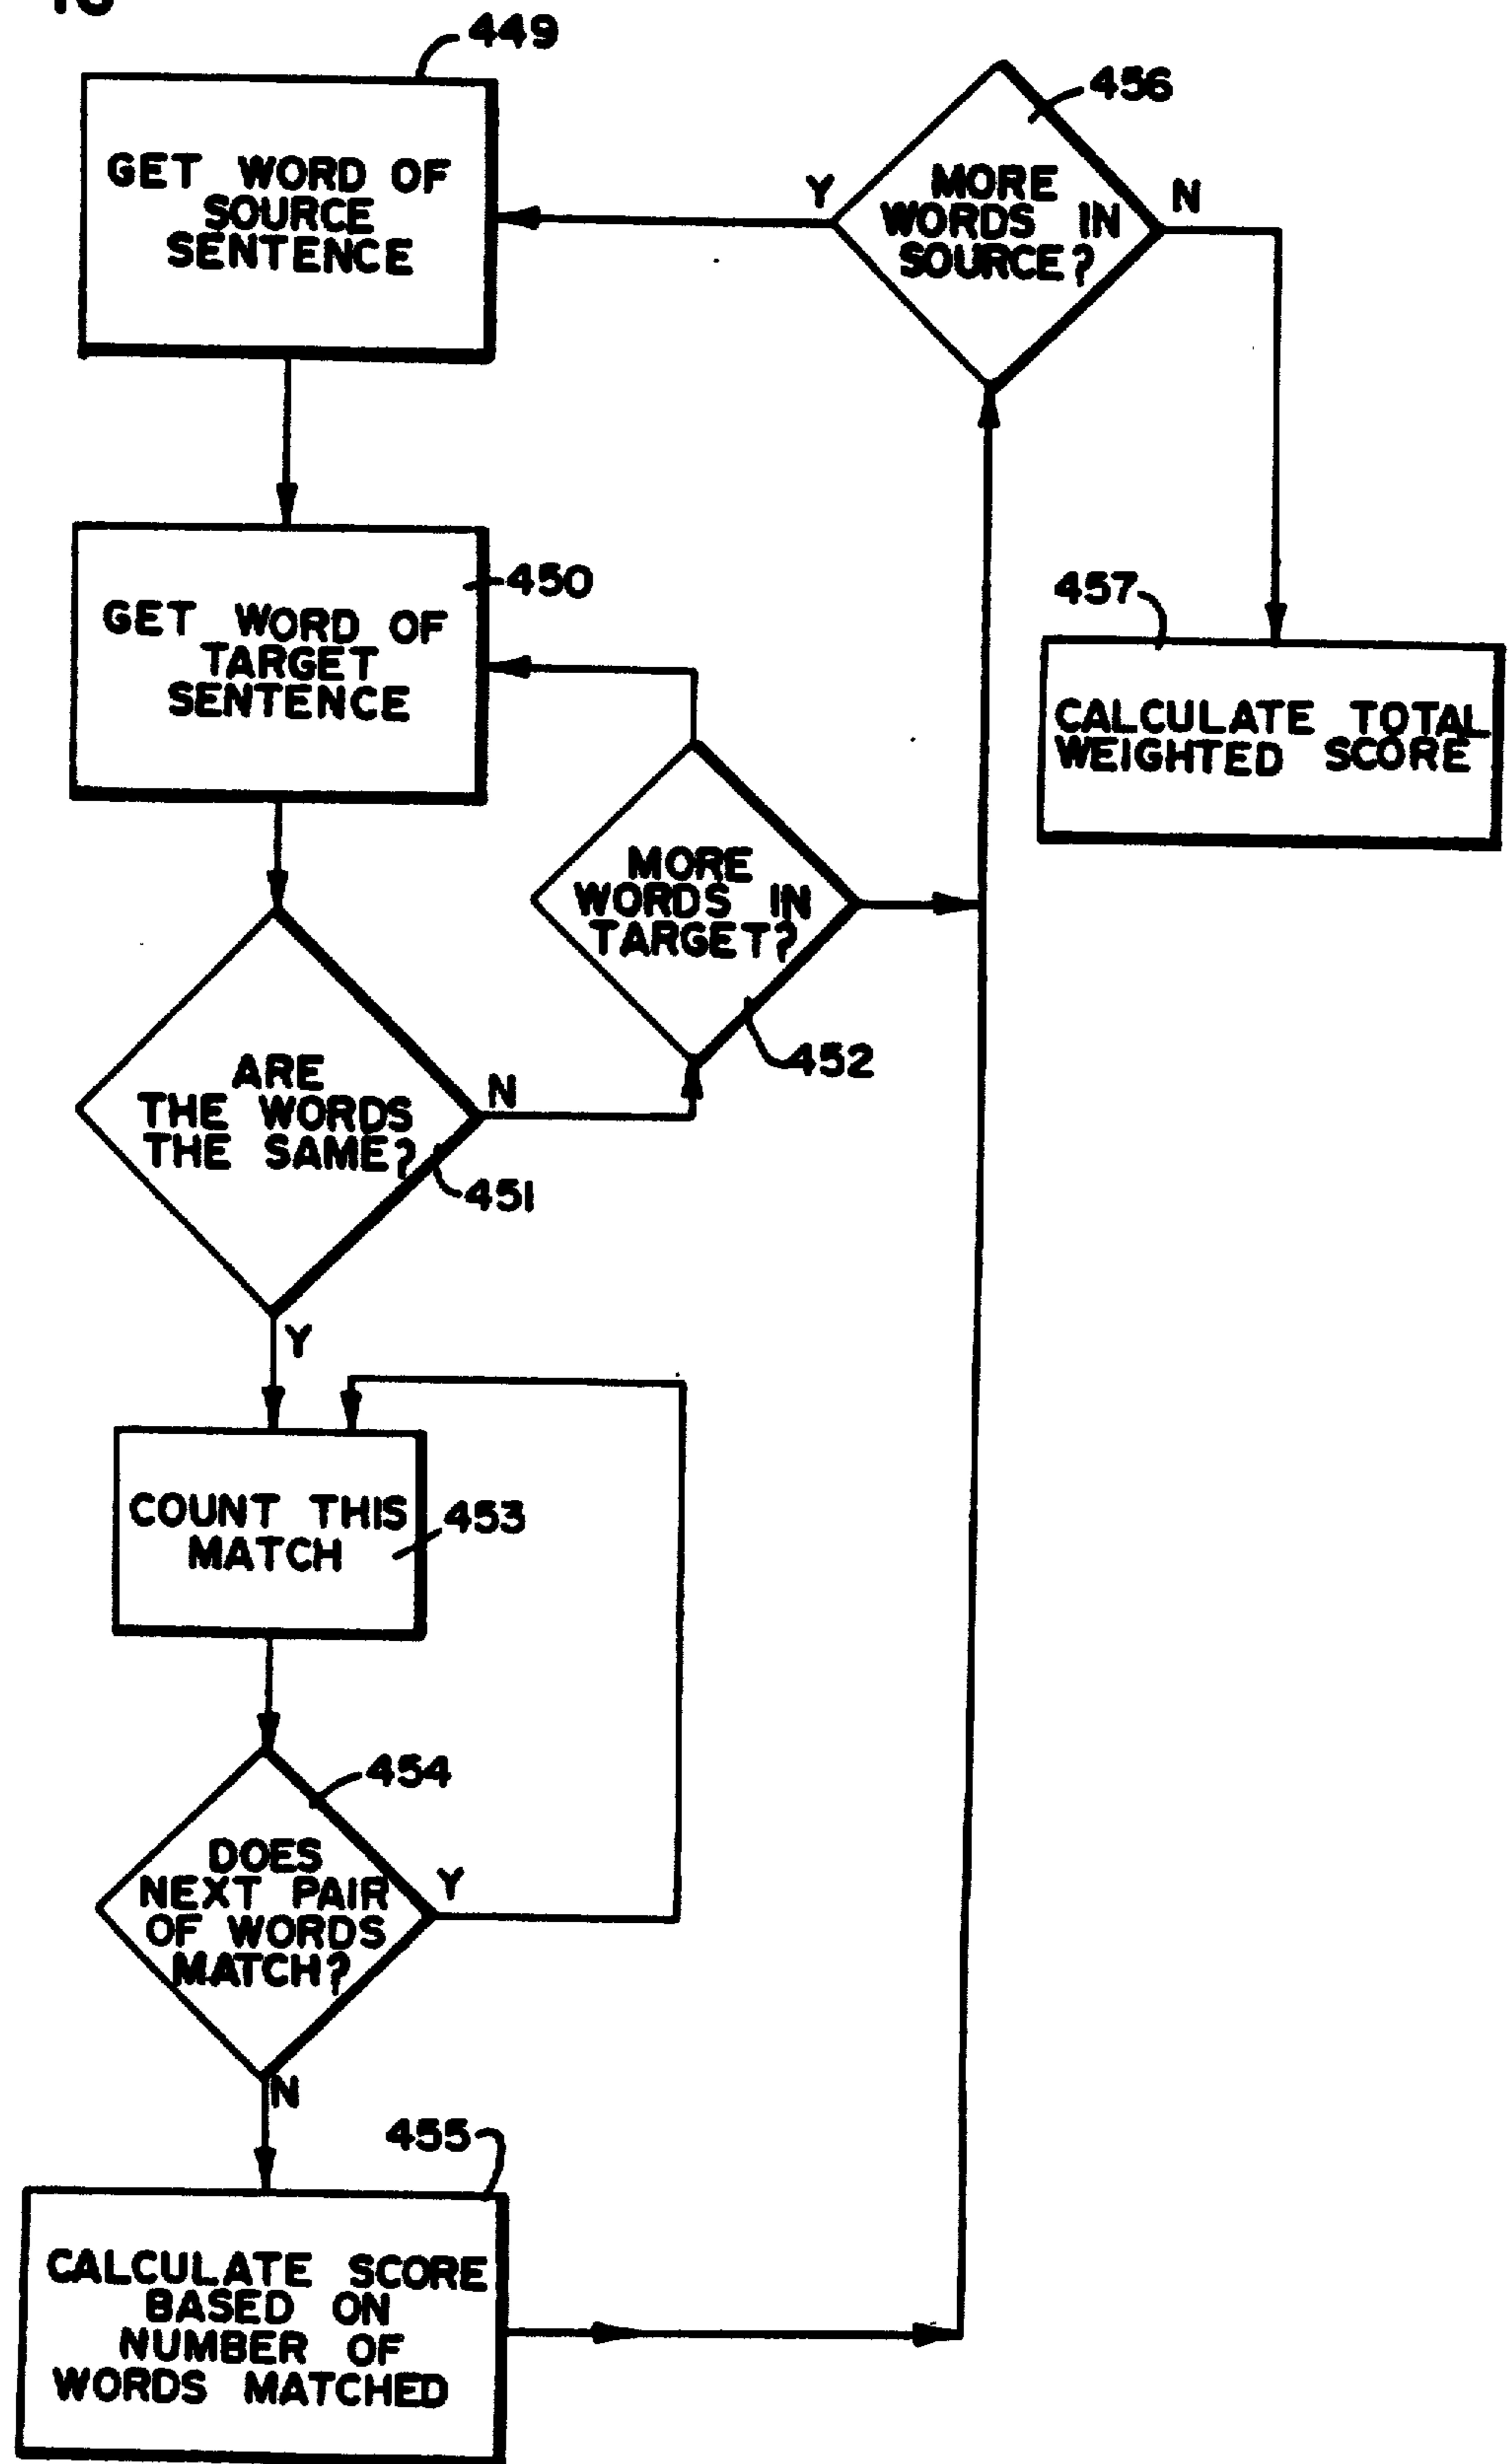 449
GET WORD OF
SOURCE
SENTENCE
456
MORE
WORDS IN
SOURCE?
Y
N
450
GET WORD OF
TARGET
SENTENCE
457
CALCULATE TOTAL
WEIGHTED SCORE
MORE
WORDS IN
TARGET?
452
ARE
THE WORDS
THE SAME?
N
451
Y
COUNT THIS
MATCH
453
454
DOES
NEXT PAIR
OF WORDS
MATCH?
Y
N
455
CALCULATE SCORE
BASED ON
NUMBER OF
WORDS MATCHED